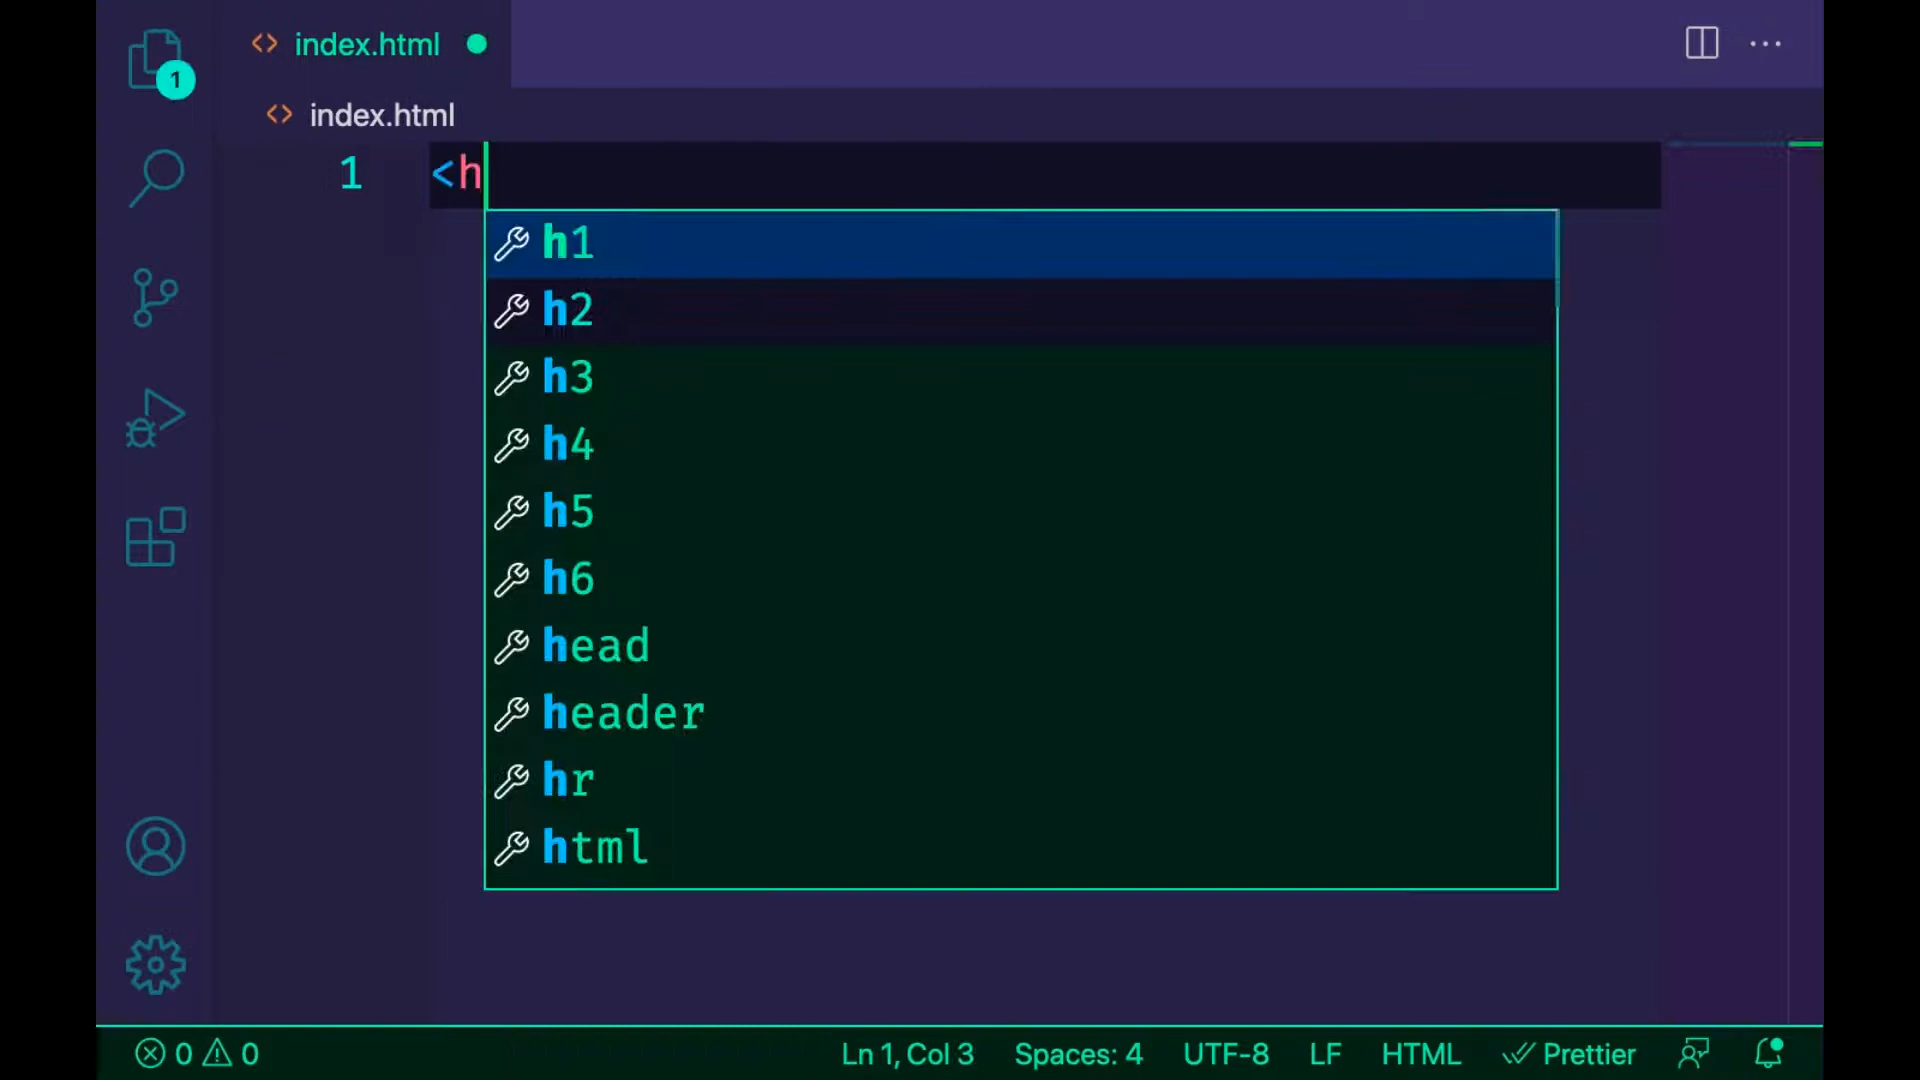 index.html
1
index.html
1 <h
h1
h2
h3
h4
h5
h6
head
header
hr
html
0 0 Ln 1, Col 3 Spaces: 4 UTF-8 LF HTML Prettier